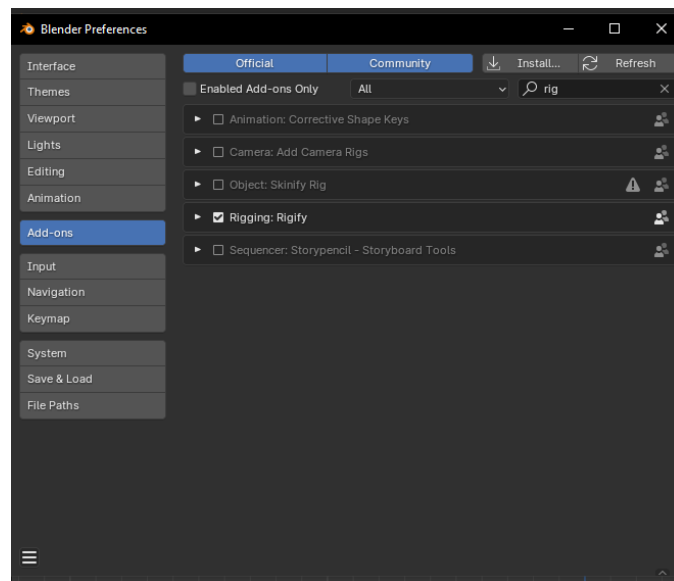 Blender Preferences
Interface
Themes
Viewport
Lights
Editing
Animation
Add-ons
Input
Navigation
Keymap
System
Save & Load
File Paths
Official Community Install... Refresh
Enabled Add-ons Only All rig
Animation: Corrective Shape Keys
Camera: Add Camera Rigs
Object: Skinify Rig
Rigging: Rigify
Sequencer: Storypencil - Storyboard Tools